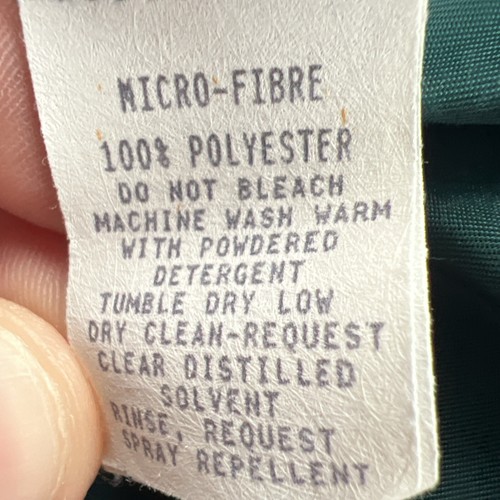 MICRO-FIBRE
100% POLYESTER
DO NOT BLEACH
MACHINE WASH WARM
WITH POWDERED
DETERGENT
TUMBLE DRY LOW
DRY CLEAN-REQUEST
CLEAR DISTILLED
SOLVENT
RINSE, REQUEST
SPRAY REPELLENT